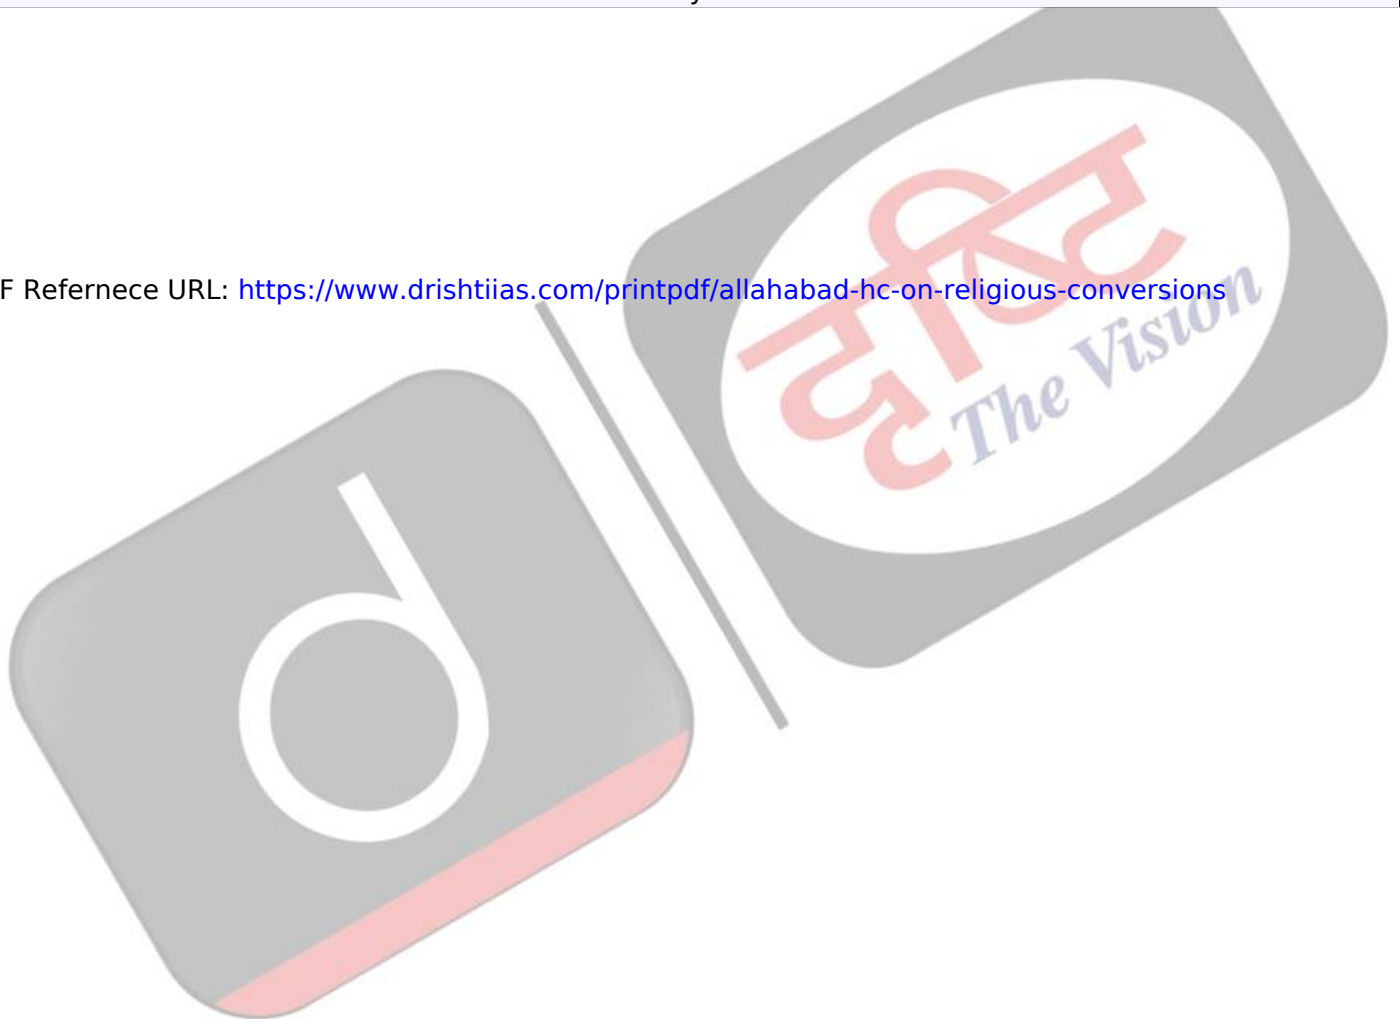 F Refernece URL: https://www.drishtiias.com/printpdf/allahabad-hc-on-religious-conversions
दृष्टि
The Vision
d